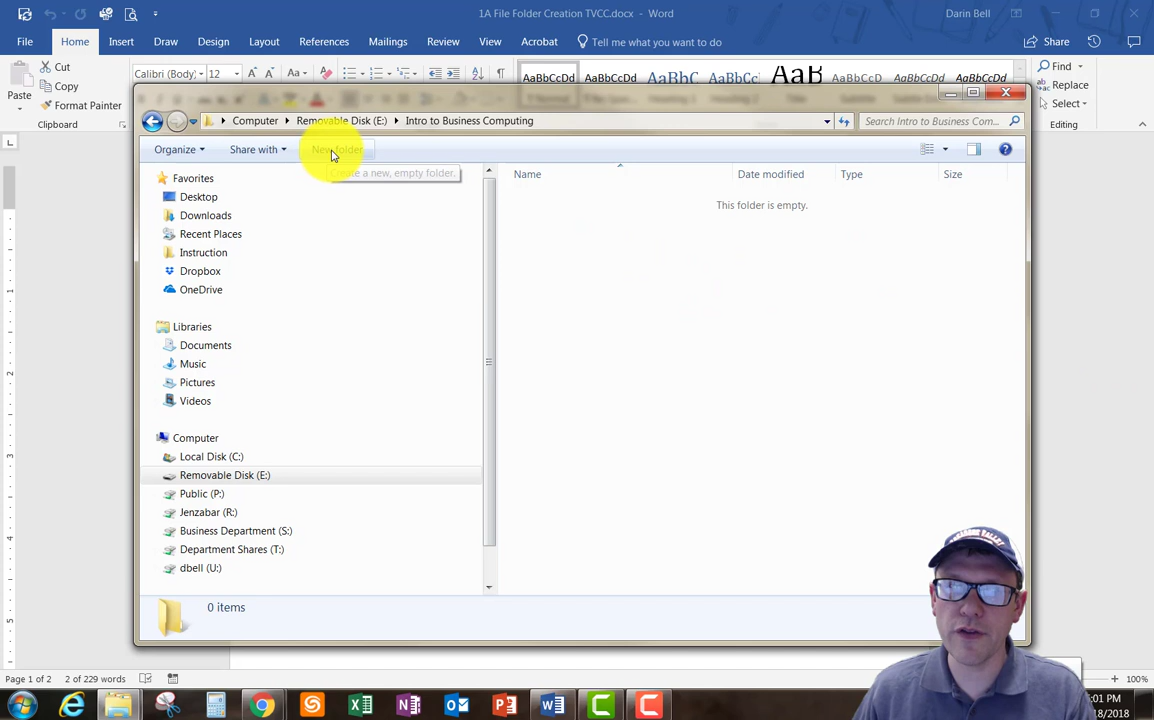 1A File Folder Creation TVCC.docx - Word
Darin Bell
File Home Insert Draw Design Layout References Mailings Review View Acrobat Tell me what you want to do Share
Paste
Cut
Copy
Format Painter
Clipboard
Calibri (Body) 12 Aa
AaBbCcDd AaBbCcDd AaBbC AaBbCcD AaB AaBbCcD AaBbCcDd AaBbCcDd
Find
Replace
Select
Editing
Computer Removable Disk (E:) Intro to Business Computing
Search Intro to Business Com...
Organize Share with New folder
Create a new, empty folder.
Name Date modified Type Size
This folder is empty.
Favorites
Desktop
Downloads
Recent Places
Instruction
Dropbox
OneDrive
Libraries
Documents
Music
Pictures
Videos
Computer
Local Disk (C:)
Removable Disk (E:)
Public (P:)
Jenzabar (R:)
Business Department (S:)
Department Shares (T:)
dbell (U:)
0 items
Page 1 of 2 2 of 229 words
100%
:01 PM
/18/2018